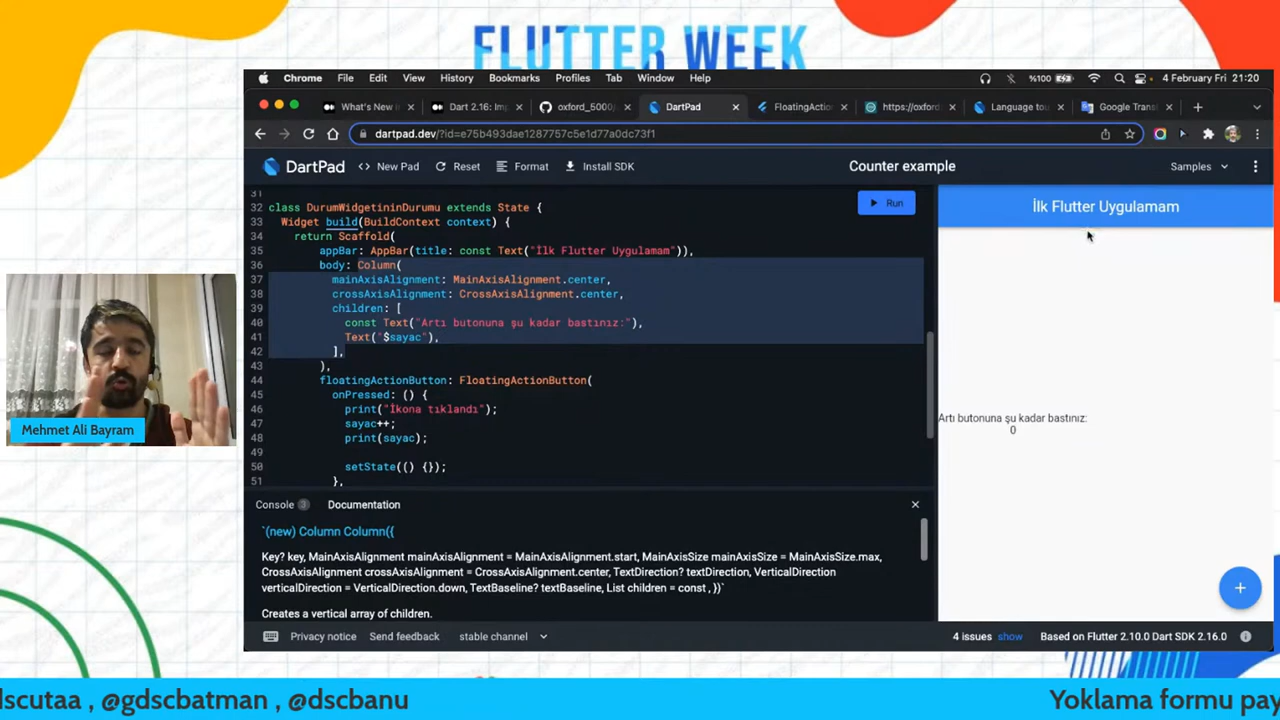 FLUTTER WEEK
Chrome File Edit View History Bookmarks Profiles Tab Window Help %100 4 February Fri 21:20
What's New i Dart 2.16: Imp oxford_5000/ DartPad FloatingActio https://oxford Language tou Google Trans
dartpad.dev/?id=e75b493dae1287757c5e1d77a0dc73f1
DartPad <> New Pad Reset Format Install SDK Counter example Samples
Run
31
32 class DurumWidgetininDurumu extends State {
33 Widget build(BuildContext context) {
34 return Scaffold(
35 appBar: AppBar(title: const Text("İlk Flutter Uygulamam")),
36 body: Column(
37 mainAxisAlignment: MainAxisAlignment.center,
38 crossAxisAlignment: CrossAxisAlignment.center,
39 children: [
40 const Text("Artı butonuna şu kadar bastınız:"),
41 Text("$sayac"),
42 ],
43 ),
44 floatingActionButton: FloatingActionButton(
45 onPressed: () {
46 print("İkona tıklandı");
47 sayac++;
48 print(sayac);
49
50 setState(() {});
51 },
İlk Flutter Uygulamam
Artı butonuna şu kadar bastınız:
0
+
Mehmet Ali Bayram
Console 3 Documentation
`(new) Column Column({
Key? key, MainAxisAlignment mainAxisAlignment = MainAxisAlignment.start, MainAxisSize mainAxisSize = MainAxisSize.max,
CrossAxisAlignment crossAxisAlignment = CrossAxisAlignment.center, TextDirection? textDirection, VerticalDirection
verticalDirection = VerticalDirection.down, TextBaseline? textBaseline, List children = const , })`
Creates a vertical array of children.
Privacy notice Send feedback stable channel 4 issues show Based on Flutter 2.10.0 Dart SDK 2.16.0
dscutaa , @gdscbatman , @dscbanu Yoklama formu pay